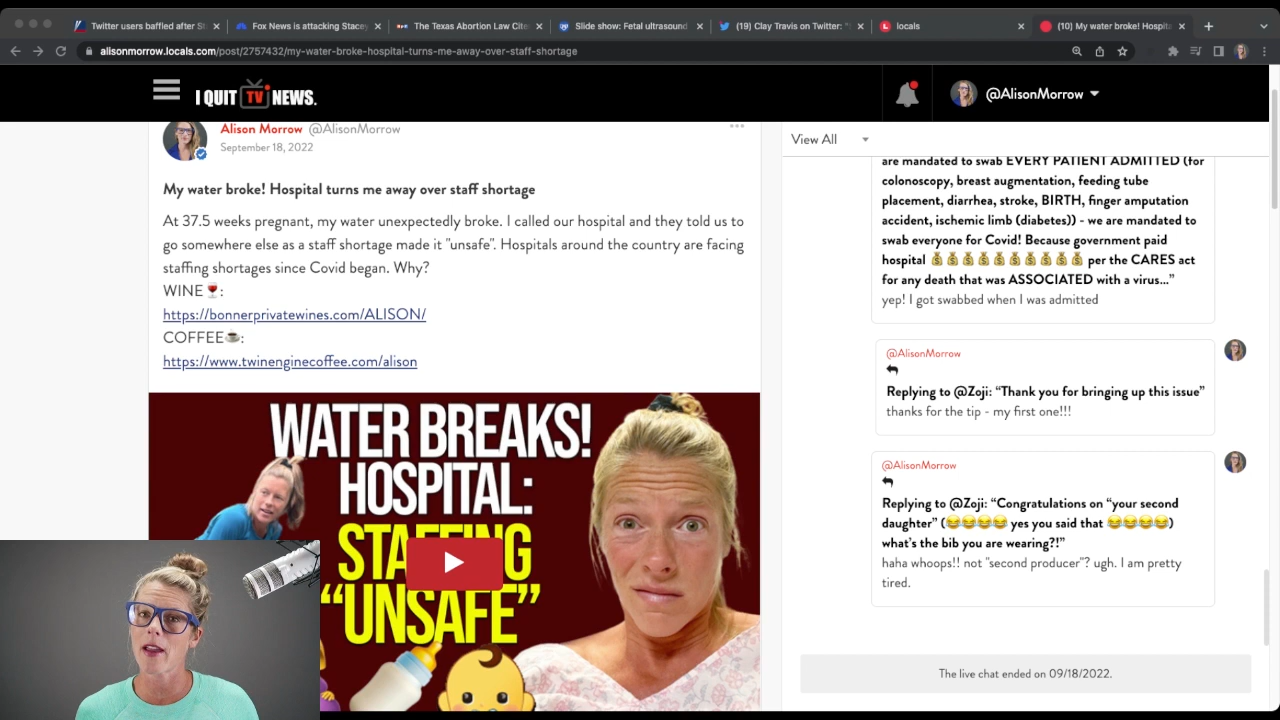 Twitter users baffled after St
Fox News is attacking Stacey
The Texas Abortion Law Cite
Slide show: Fetal ultrasound
(19) Clay Travis on Twitter: "
locals
(10) My water broke! Hospita
alisonmorrow.locals.com/post/2757432/my-water-broke-hospital-turns-me-away-over-staff-shortage
I QUIT TV NEWS.
@AlisonMorrow
Alison Morrow @AlisonMorrow
September 18, 2022
My water broke! Hospital turns me away over staff shortage
At 37.5 weeks pregnant, my water unexpectedly broke. I called our hospital and they told us to
go somewhere else as a staff shortage made it "unsafe". Hospitals around the country are facing
staffing shortages since Covid began. Why?
WINE🍷:
https://bonnerprivatewines.com/ALISON/
COFFEE☕:
https://www.twinenginecoffee.com/alison
WATER BREAKS!
HOSPITAL:
STAFFING
“UNSAFE”
View All
are mandated to swab EVERY PATIENT ADMITTED (for
colonoscopy, breast augmentation, feeding tube
placement, diarrhea, stroke, BIRTH, finger amputation
accident, ischemic limb (diabetes)) - we are mandated to
swab everyone for Covid! Because government paid
hospital 💰💰💰💰💰💰💰💰💰💰 per the CARES act
for any death that was ASSOCIATED with a virus...”
yep! I got swabbed when I was admitted
@AlisonMorrow
Replying to @Zoji: “Thank you for bringing up this issue”
thanks for the tip - my first one!!!
@AlisonMorrow
Replying to @Zoji: “Congratulations on “your second
daughter” (😂😂😂😂 yes you said that 😂😂😂😂)
what’s the bib you are wearing?!”
haha whoops!! not "second producer"? ugh. I am pretty
tired.
The live chat ended on 09/18/2022.